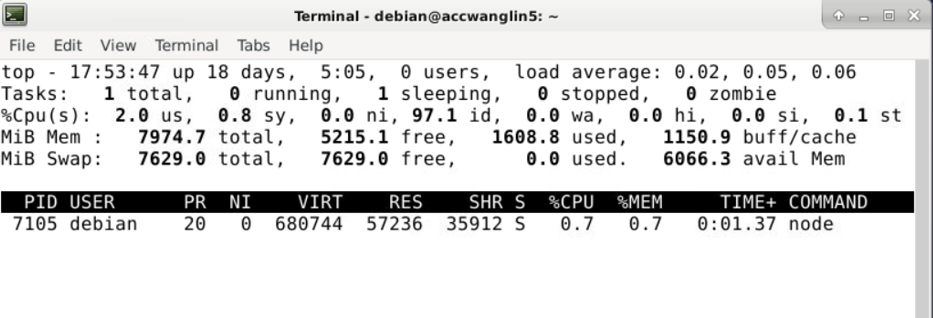 Terminal - debian@accwanglin5: ~
File Edit View Terminal Tabs Help
top - 17:53:47 up 18 days,  5:05,  0 users,  load average: 0.02, 0.05, 0.06
Tasks:   1 total,   0 running,   1 sleeping,   0 stopped,   0 zombie
%Cpu(s):  2.0 us,  0.8 sy,  0.0 ni, 97.1 id,  0.0 wa,  0.0 hi,  0.0 si,  0.1 st
MiB Mem :   7974.7 total,   5215.1 free,   1608.8 used,   1150.9 buff/cache
MiB Swap:   7629.0 total,   7629.0 free,      0.0 used.   6066.3 avail Mem
PID USER      PR  NI    VIRT    RES    SHR S  %CPU  %MEM     TIME+ COMMAND
7105 debian    20   0  680744  57236  35912 S   0.7   0.7   0:01.37 node